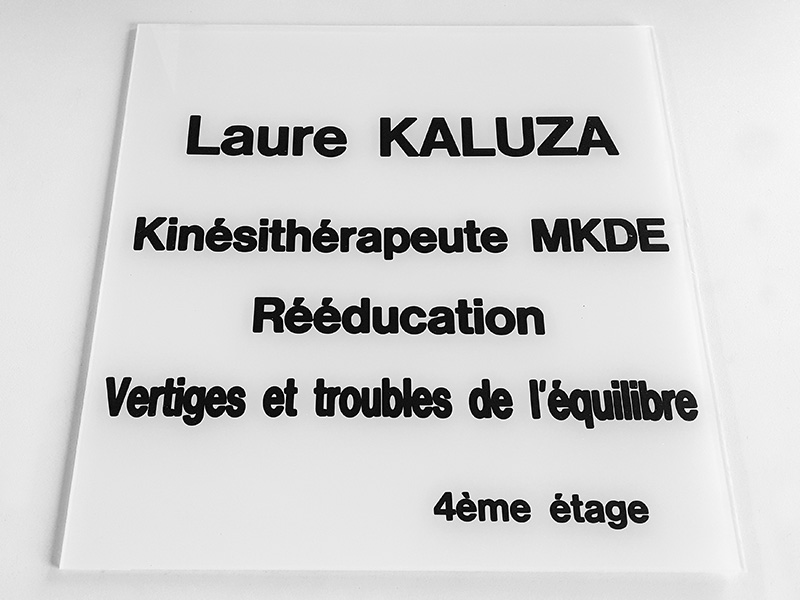 Laure KALUZA
Kinésithérapeute MKDE
Rééducation
Vertiges et troubles de l'équilibre
4ème étage